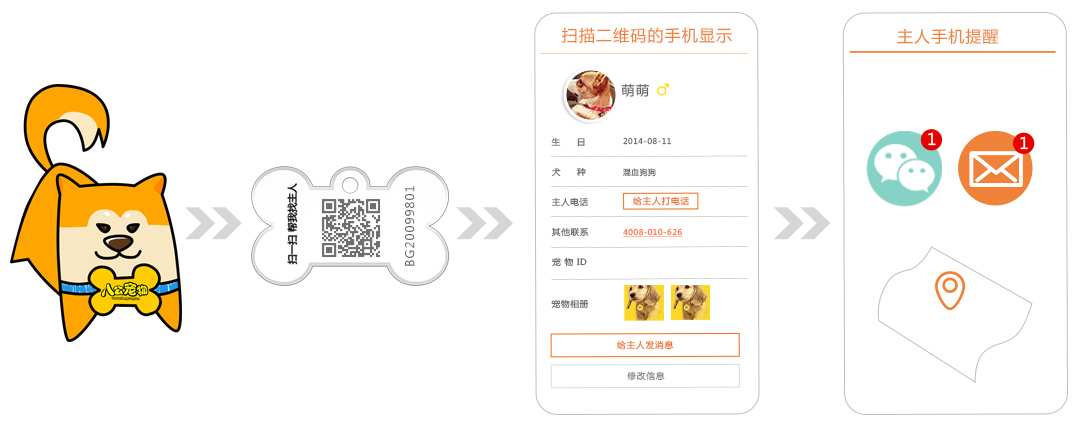 八公宠物
扫一扫 帮我找主人
BG20099801
扫描二维码的手机显示
萌萌
生 日 2014-08-11
犬 种 混血狗狗
主人电话 给主人打电话
其他联系 4008-010-626
宠 物 ID
宠物相册
给主人发消息
修改信息
主人手机提醒
1
1